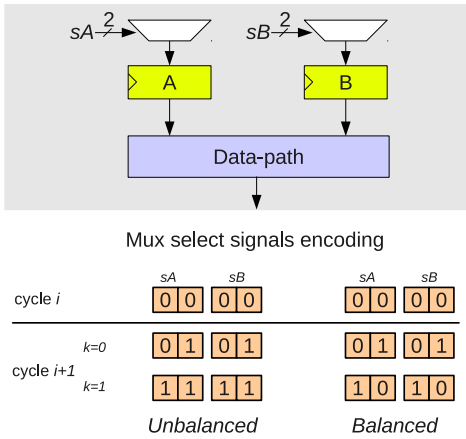 sA 2 sB 2
A B
Data-path
Mux select signals encoding
sA sB sA sB
cycle i 0 0 0 0 0 0 0 0
k=0 0 1 0 1 0 1 0 1
cycle i+1
k=1 1 1 1 1 1 0 1 0
Unbalanced Balanced